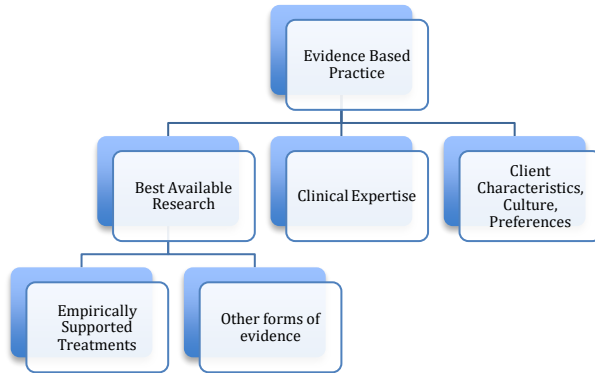 Evidence Based
Practice
Best Available
Research
Clinical Expertise
Client
Characteristics,
Culture,
Preferences
Empirically
Supported
Treatments
Other forms of
evidence